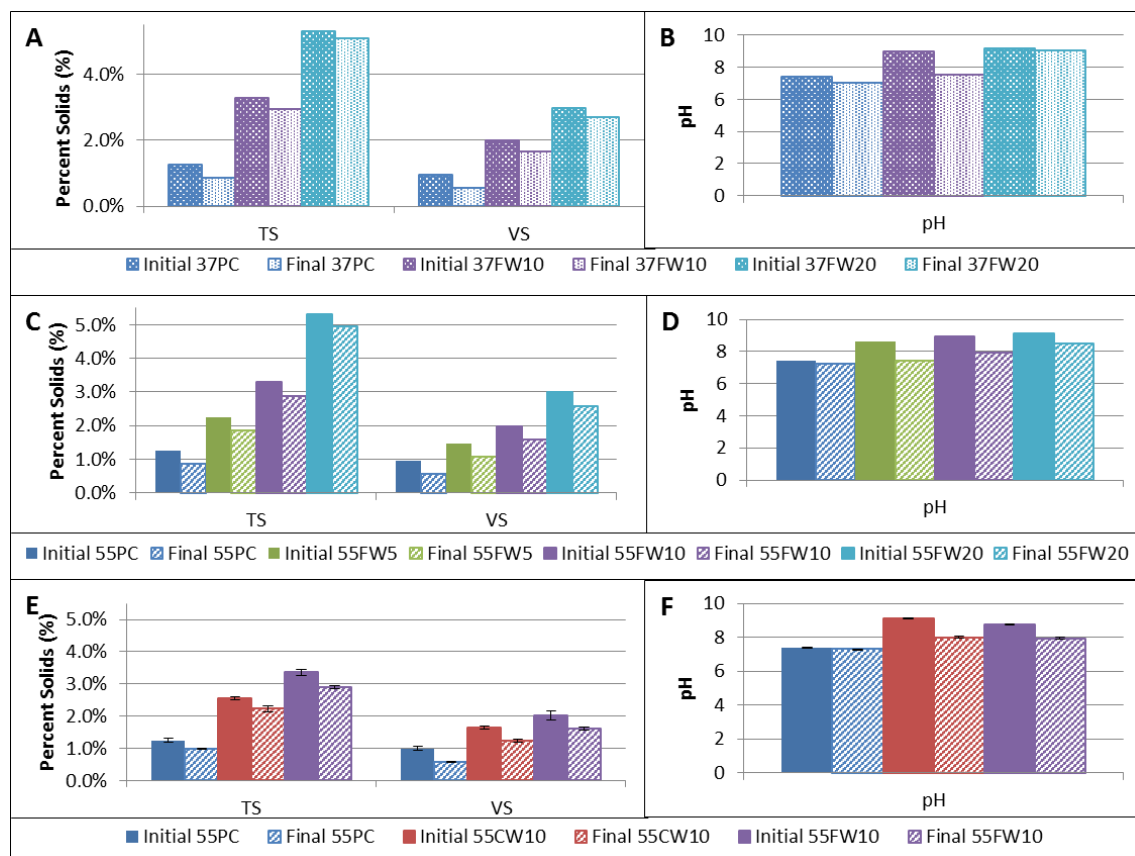 A
Percent Solids (%)
4.0%
2.0%
0.0%
TS VS
B
pH
10
8
6
4
2
0
pH
Initial 37PC Final 37PC Initial 37FW10 Final 37FW10 Initial 37FW20 Final 37FW20
C
Percent Solids (%)
5.0%
4.0%
3.0%
2.0%
1.0%
0.0%
TS VS
D
pH
10
8
6
4
2
0
pH
Initial 55PC Final 55PC Initial 55FW5 Final 55FW5 Initial 55FW10 Final 55FW10 Initial 55FW20 Final 55FW20
E
Percent Solids (%)
5.0%
4.0%
3.0%
2.0%
1.0%
0.0%
TS VS
F
pH
10
8
6
4
2
0
pH
Initial 55PC Final 55PC Initial 55CW10 Final 55CW10 Initial 55FW10 Final 55FW10